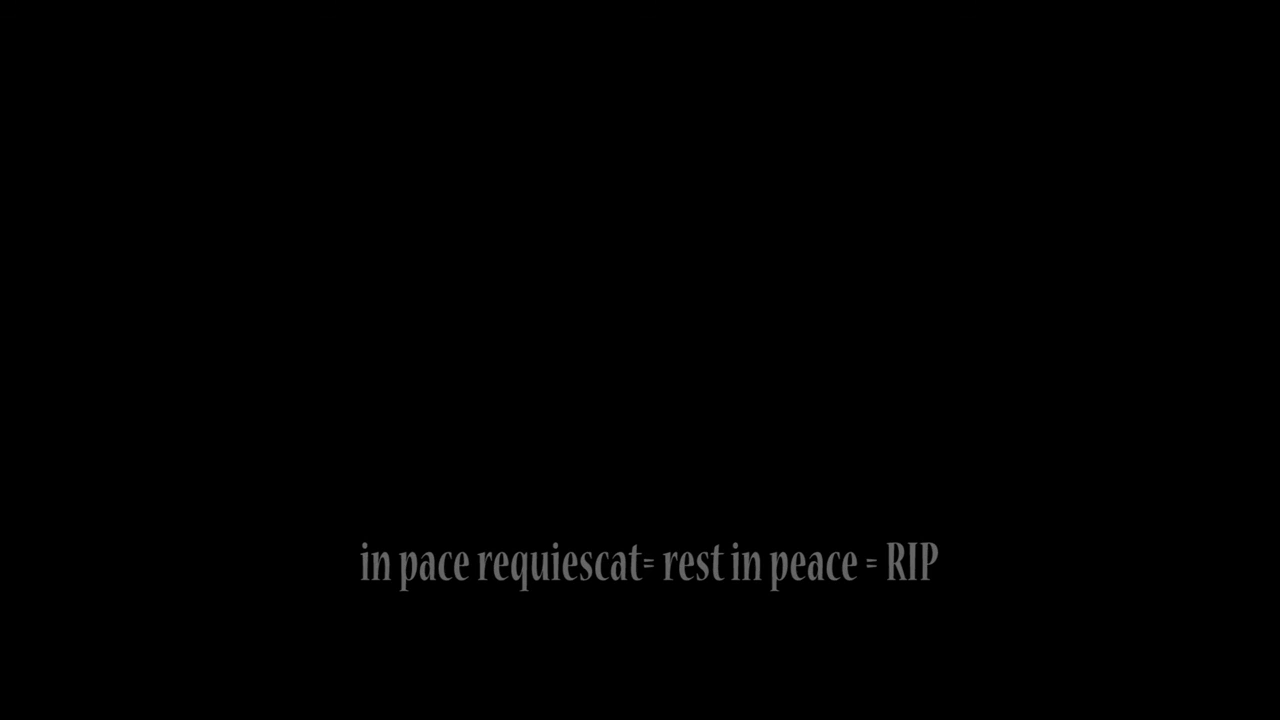 in pace requiescat= rest in peace = RIP